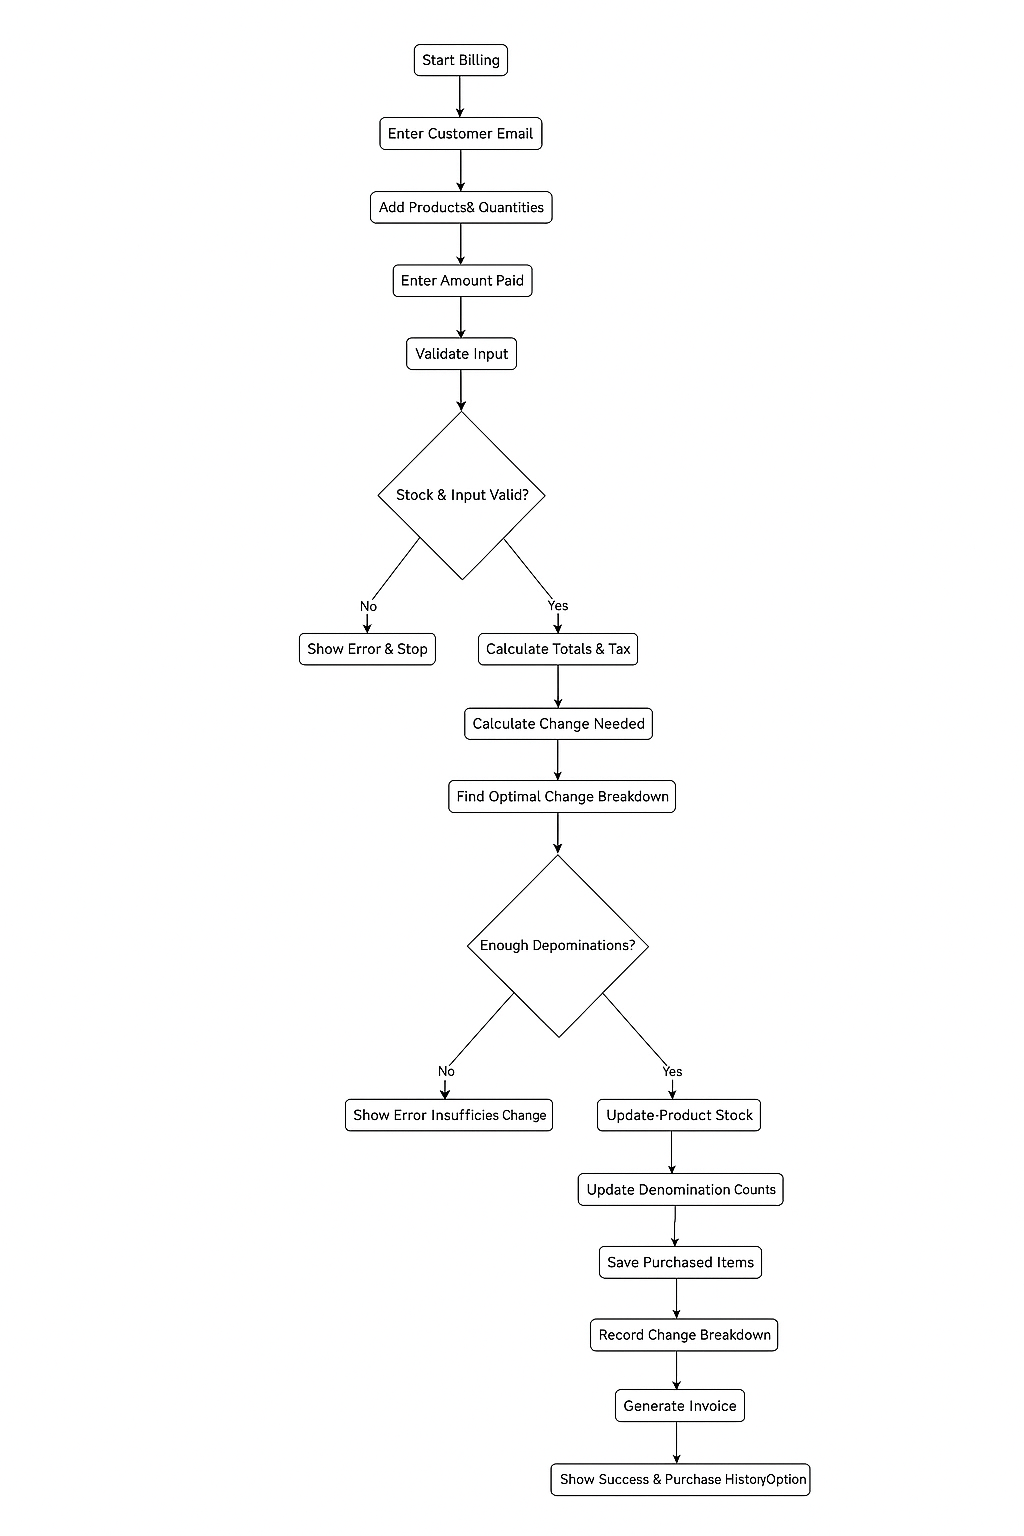 Start Billing
Enter Customer Email
Add Products& Quantities
Enter Amount Paid
Validate Input
Stock & Input Valid?
No
Yes
Show Error & Stop
Calculate Totals & Tax
Calculate Change Needed
Find Optimal Change Breakdown
Enough Depominations?
No
Yes
Show Error Insufficies Change
Update-Product Stock
Update Denomination Counts
Save Purchased Items
Record Change Breakdown
Generate Invoice
Show Success & Purchase HistoryOption